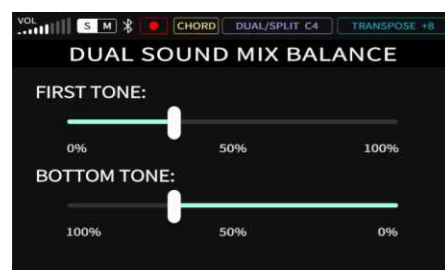 VOL S M CHORD DUAL/SPLIT C4 TRANSPOSE +8
DUAL SOUND MIX BALANCE
FIRST TONE:
0% 50% 100%
BOTTOM TONE:
100% 50% 0%